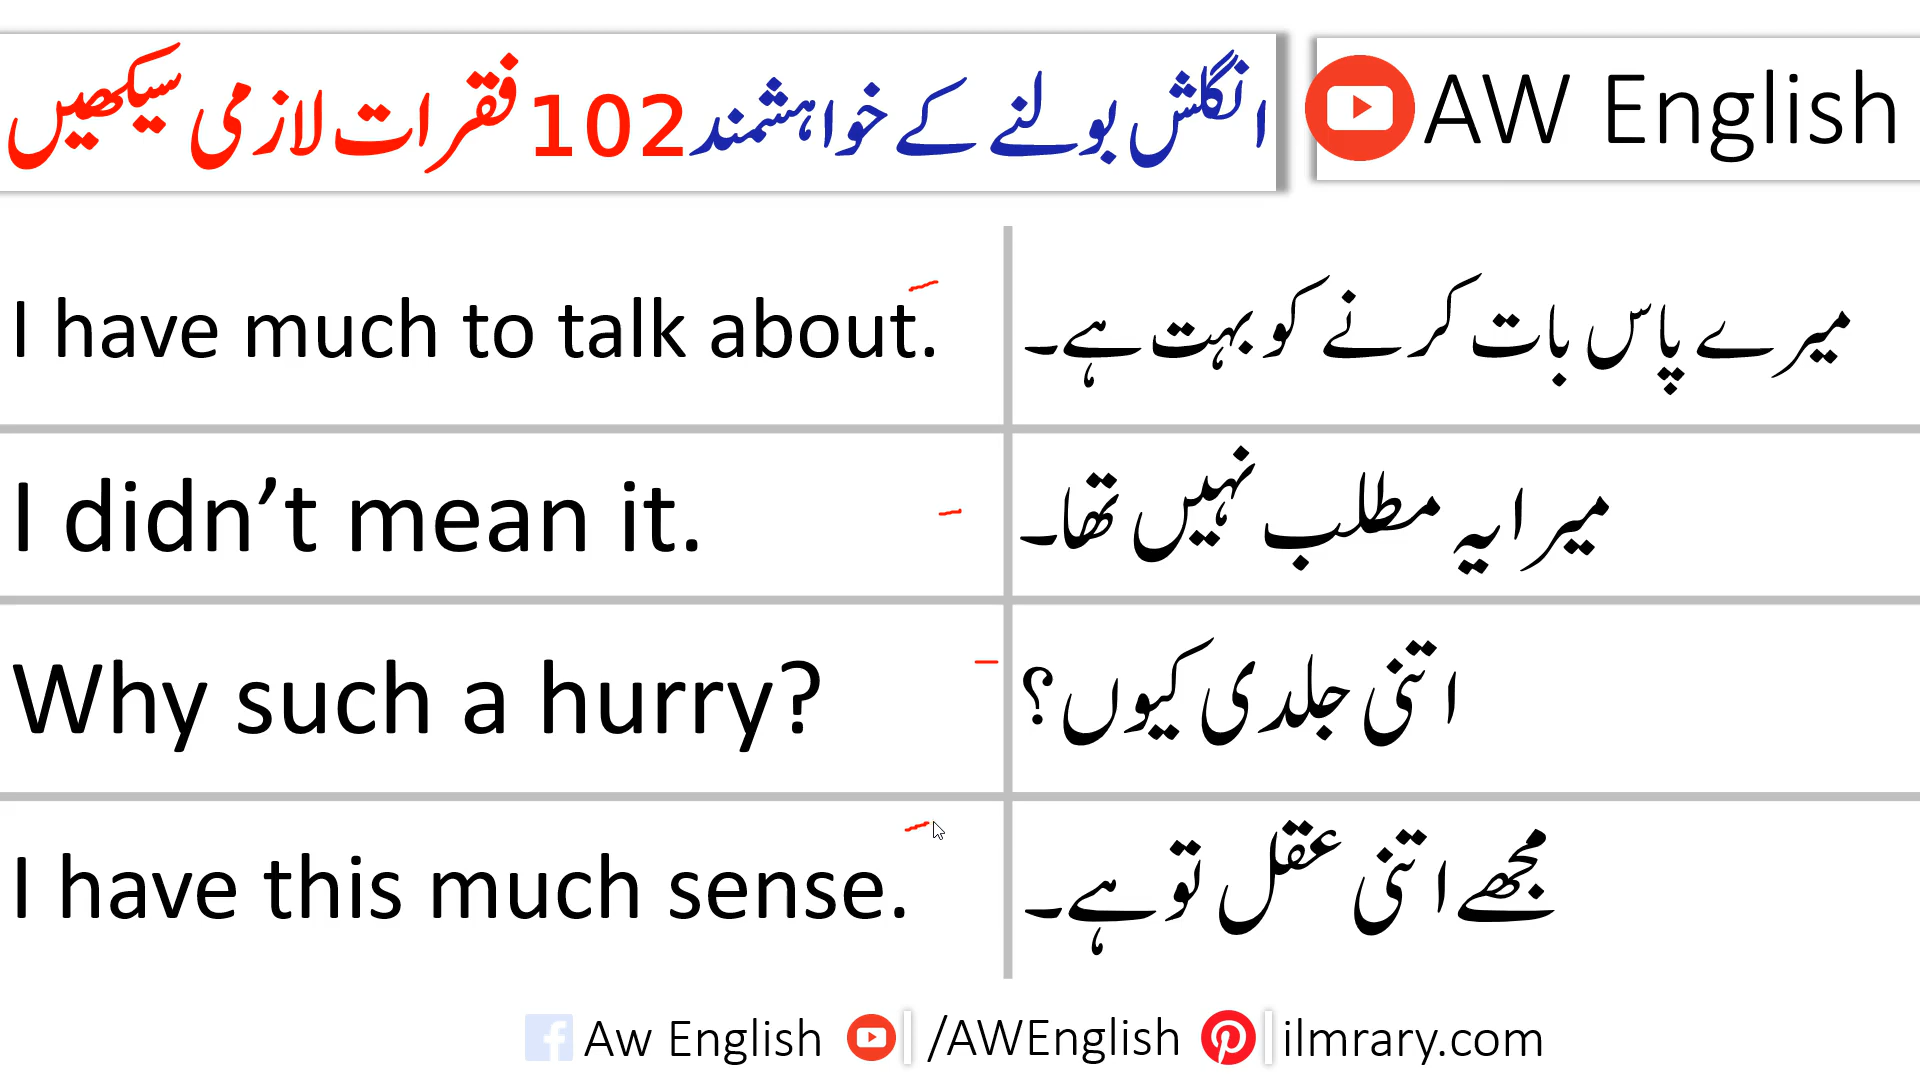 انگلش بولنے کے خواہشمند 102 فقرات لازمی سیکھیں
AW English
I have much to talk about.
میرے پاس بات کرنے کو بہت ہے۔
I didn’t mean it.
میرا یہ مطلب نہیں تھا۔
Why such a hurry?
اتنی جلدی کیوں؟
I have this much sense.
مجھے اتنی عقل تو ہے۔
Aw English /AWEnglish ilmrary.com